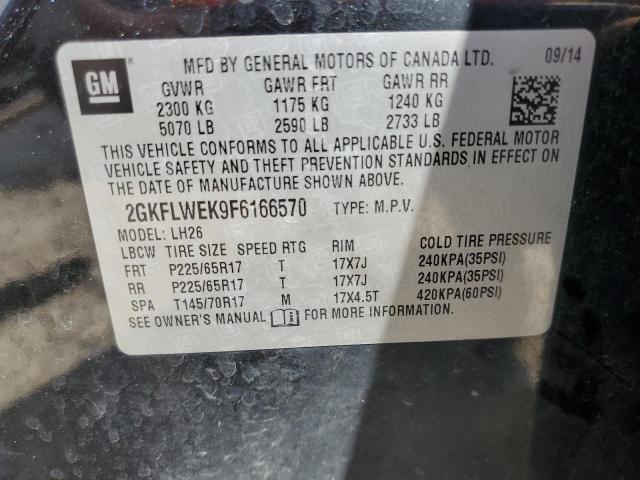 GM
MFD BY GENERAL MOTORS OF CANADA LTD. 09/14
GVWR GAWR FRT GAWR RR
2300 KG 1175 KG 1240 KG
5070 LB 2590 LB 2733 LB
THIS VEHICLE CONFORMS TO ALL APPLICABLE U.S. FEDERAL MOTOR
VEHICLE SAFETY AND THEFT PREVENTION STANDARDS IN EFFECT ON
THE DATE OF MANUFACTURE SHOWN ABOVE.
2GKFLWEK9F6166570 TYPE: M.P.V.
MODEL: LH26
LBCW TIRE SIZE SPEED RTG RIM COLD TIRE PRESSURE
FRT P225/65R17 T 17X7J 240KPA(35PSI)
RR P225/65R17 T 17X7J 240KPA(35PSI)
SPA T145/70R17 M 17X4.5T 420KPA(60PSI)
SEE OWNER'S MANUAL i FOR MORE INFORMATION.